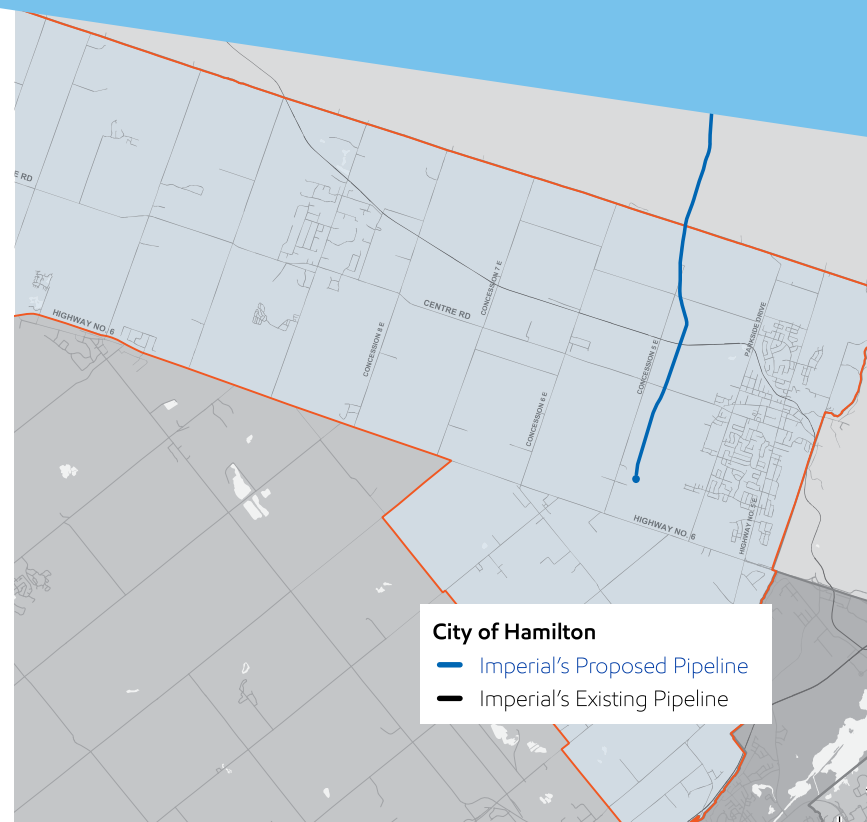 E RD
HIGHWAY NO. 6
CONCESSION 8 E
CENTRE RD
CONCESSION 7 E
CONCESSION 6 E
CONCESSION 5 E
PARKSIDE DRIVE
HIGHWAY NO. 6
HIGHWAY NO. 5 E
City of Hamilton
Imperial's Proposed Pipeline
Imperial's Existing Pipeline